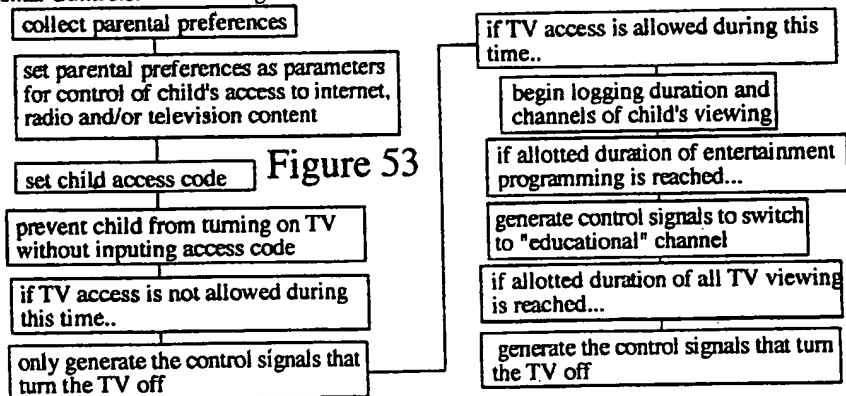 collect parental preferences
set parental preferences as parameters
for control of child's access to internet,
radio and/or television content
set child access code
Figure 53
prevent child from turning on TV
without inputing access code
if TV access is not allowed during
this time..
only generate the control signals that
turn the TV off
if TV access is allowed during this
time..
begin logging duration and
channels of child's viewing
if allotted duration of entertainment
programming is reached...
generate control signals to switch
to "educational" channel
if allotted duration of all TV viewing
is reached...
generate the control signals that turn
the TV off